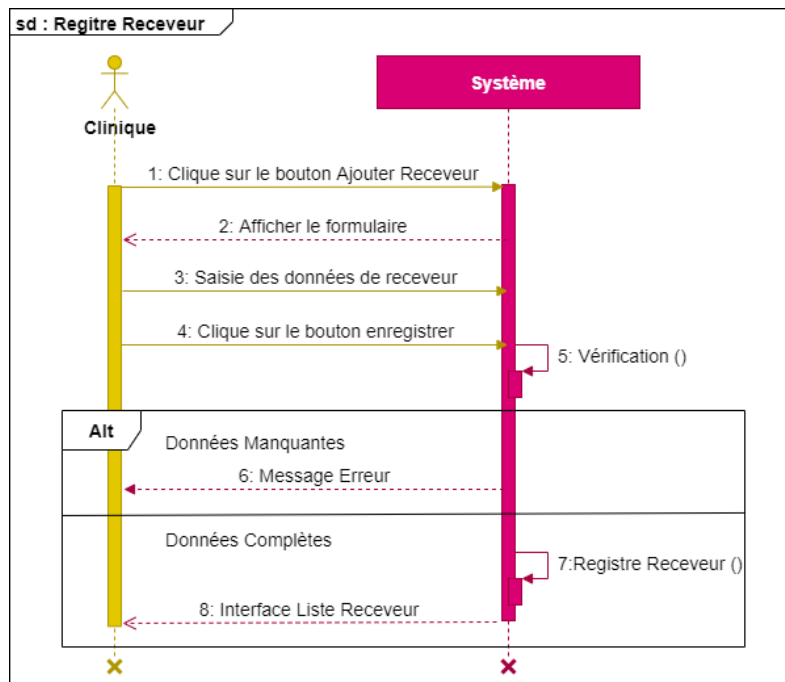 sd : Regitre Receveur
Système
Clinique
1: Clique sur le bouton Ajouter Receveur
2: Afficher le formulaire
3: Saisie des données de receveur
4: Clique sur le bouton enregistrer
5: Vérification ()
Alt
Données Manquantes
6: Message Erreur
Données Complètes
7:Registre Receveur ()
8: Interface Liste Receveur